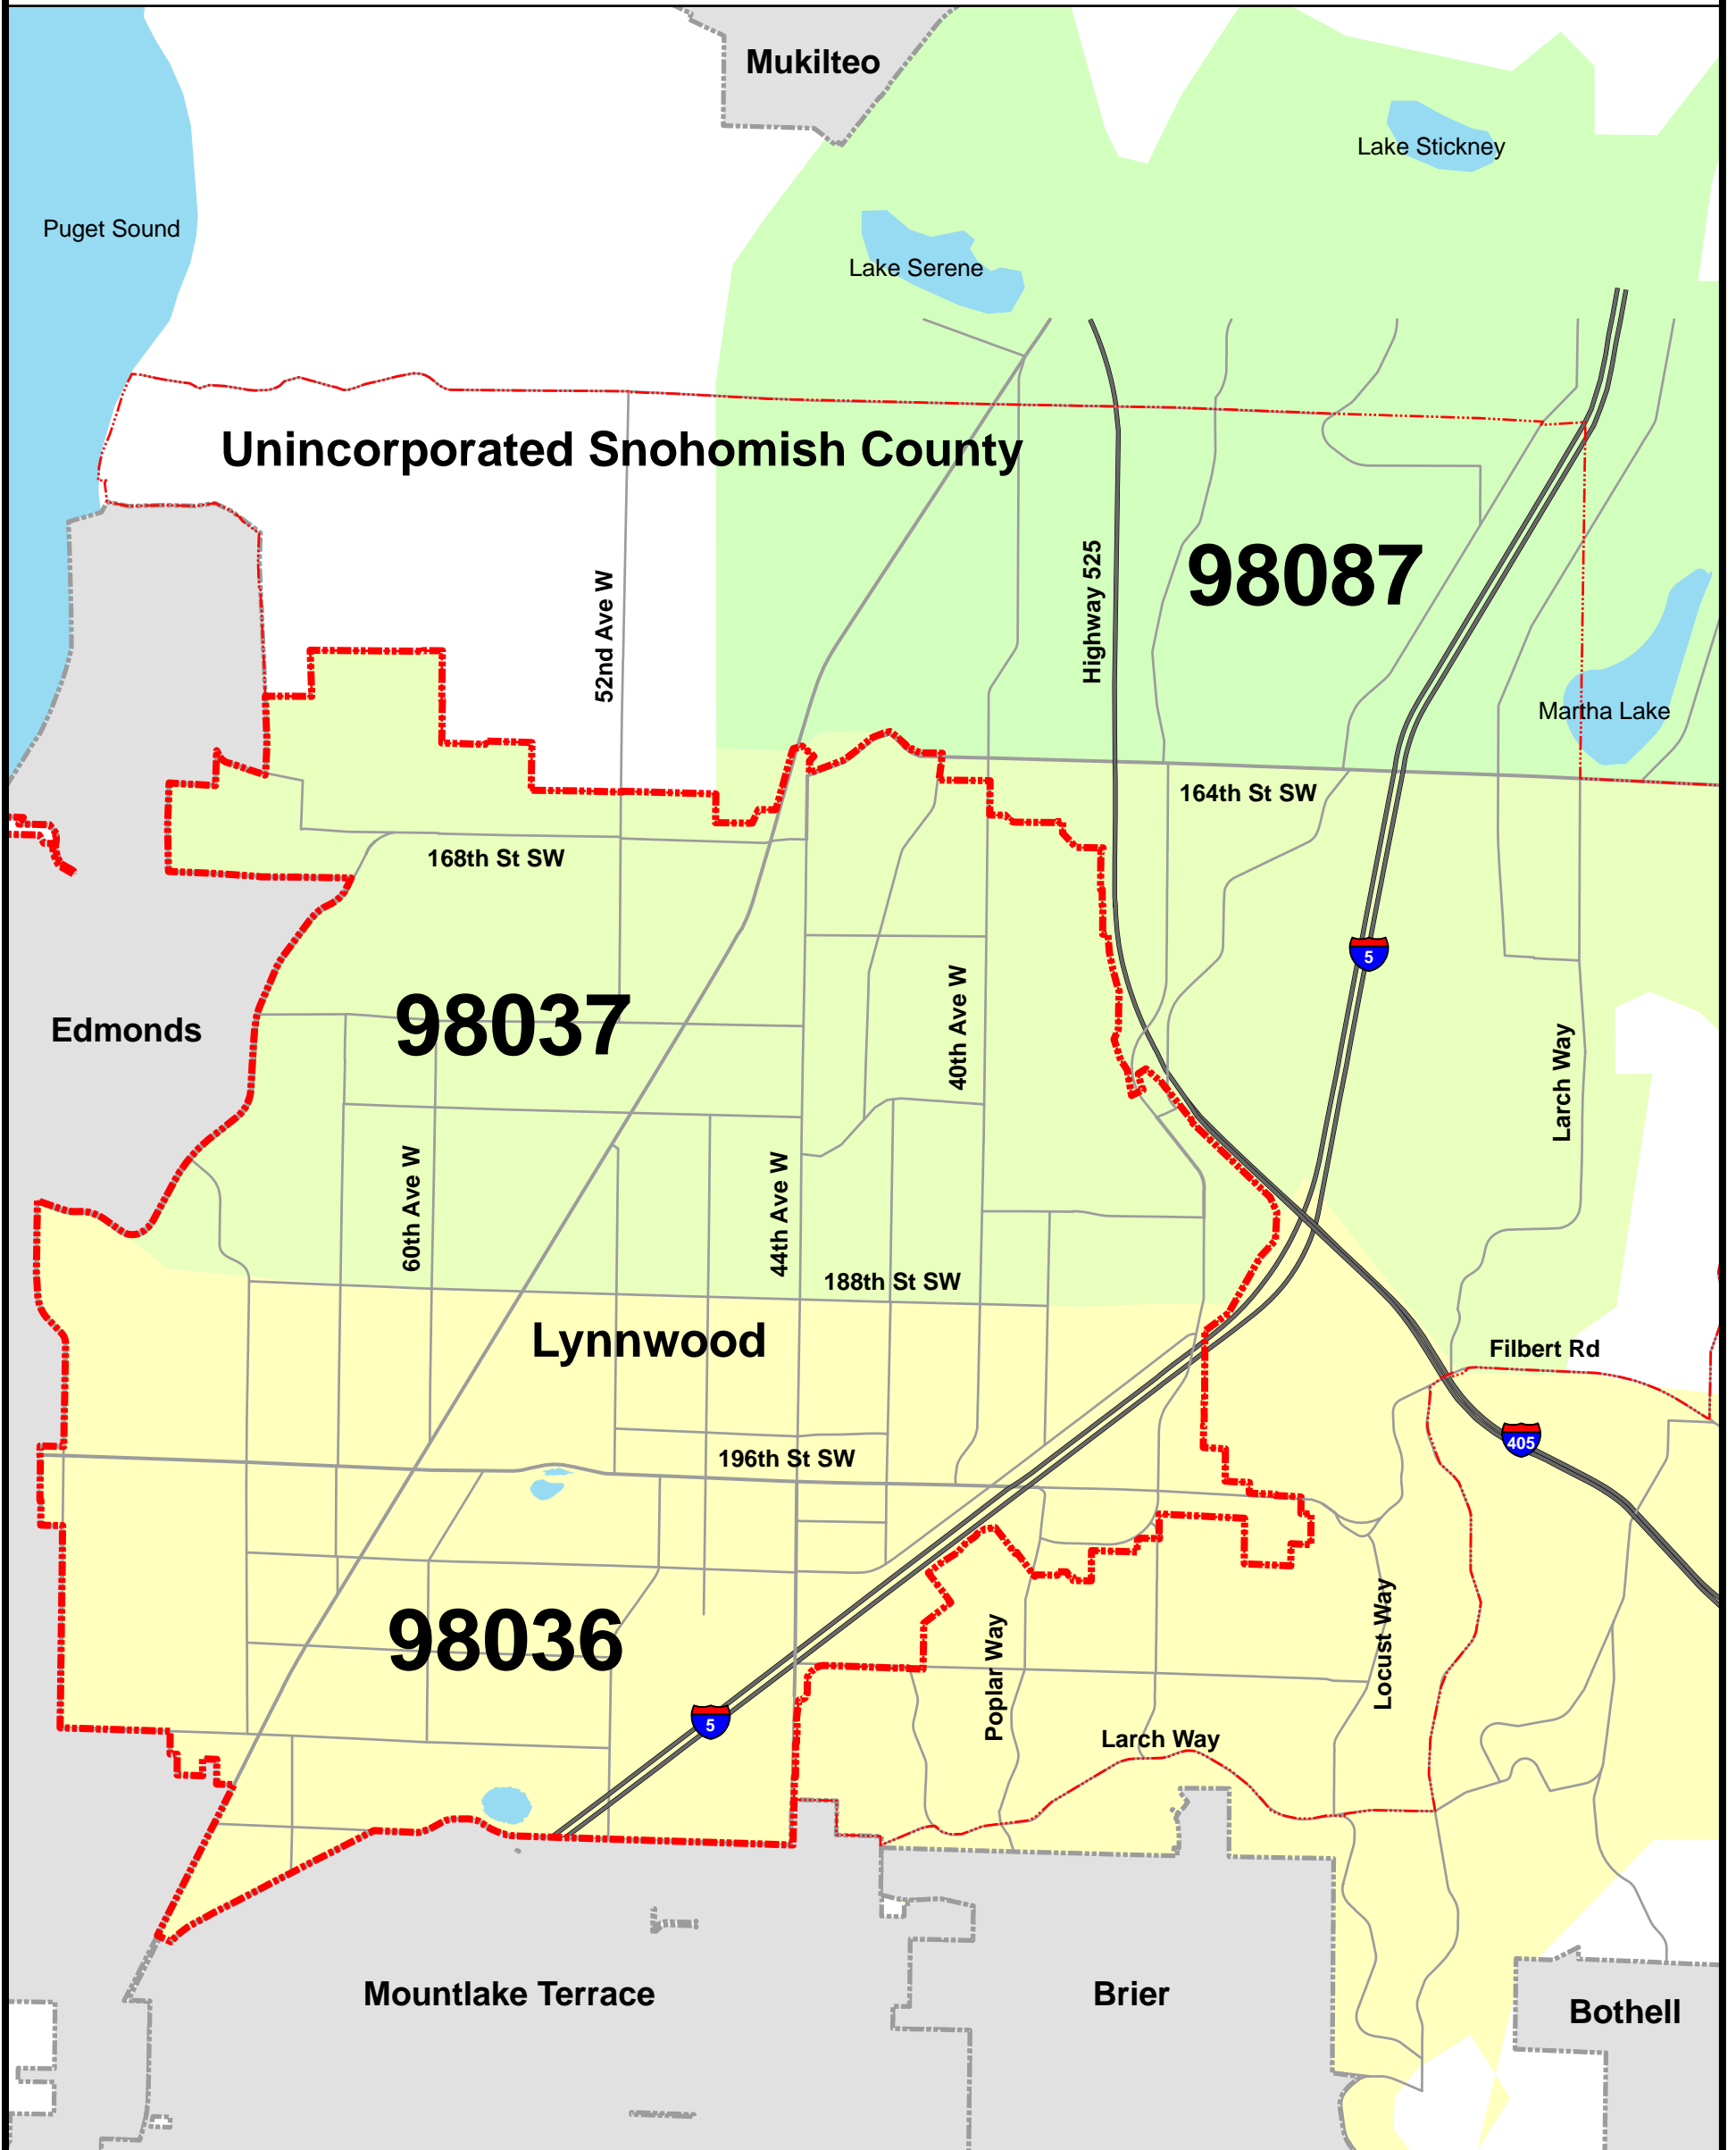 Mukilteo
Lake Stickney
Puget Sound
Lake Serene
Unincorporated Snohomish County
98087
Highway 525
52nd Ave W
Martha Lake
164th St SW
168th St SW
5
98037
Edmonds
40th Ave W
Larch Way
60th Ave W
44th Ave W
188th St SW
Lynnwood
Filbert Rd
405
196th St SW
98036
Locust Way
Poplar Way
5
Larch Way
Mountlake Terrace
Brier
Bothell